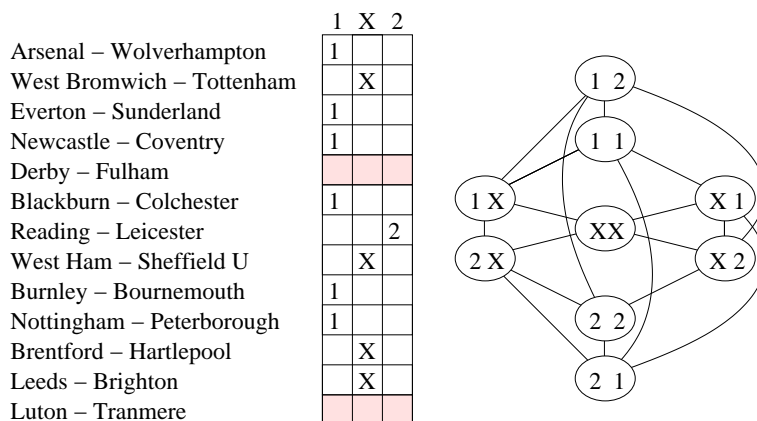 1 X 2
Arsenal – Wolverhampton 1
West Bromwich – Tottenham X
Everton – Sunderland 1
Newcastle – Coventry 1
Derby – Fulham
Blackburn – Colchester 1
Reading – Leicester 2
West Ham – Sheffield U X
Burnley – Bournemouth 1
Nottingham – Peterborough 1
Brentford – Hartlepool X
Leeds – Brighton X
Luton – Tranmere
1 2
1 1
1 X
X 1
XX
2 X
X 2
2 2
2 1